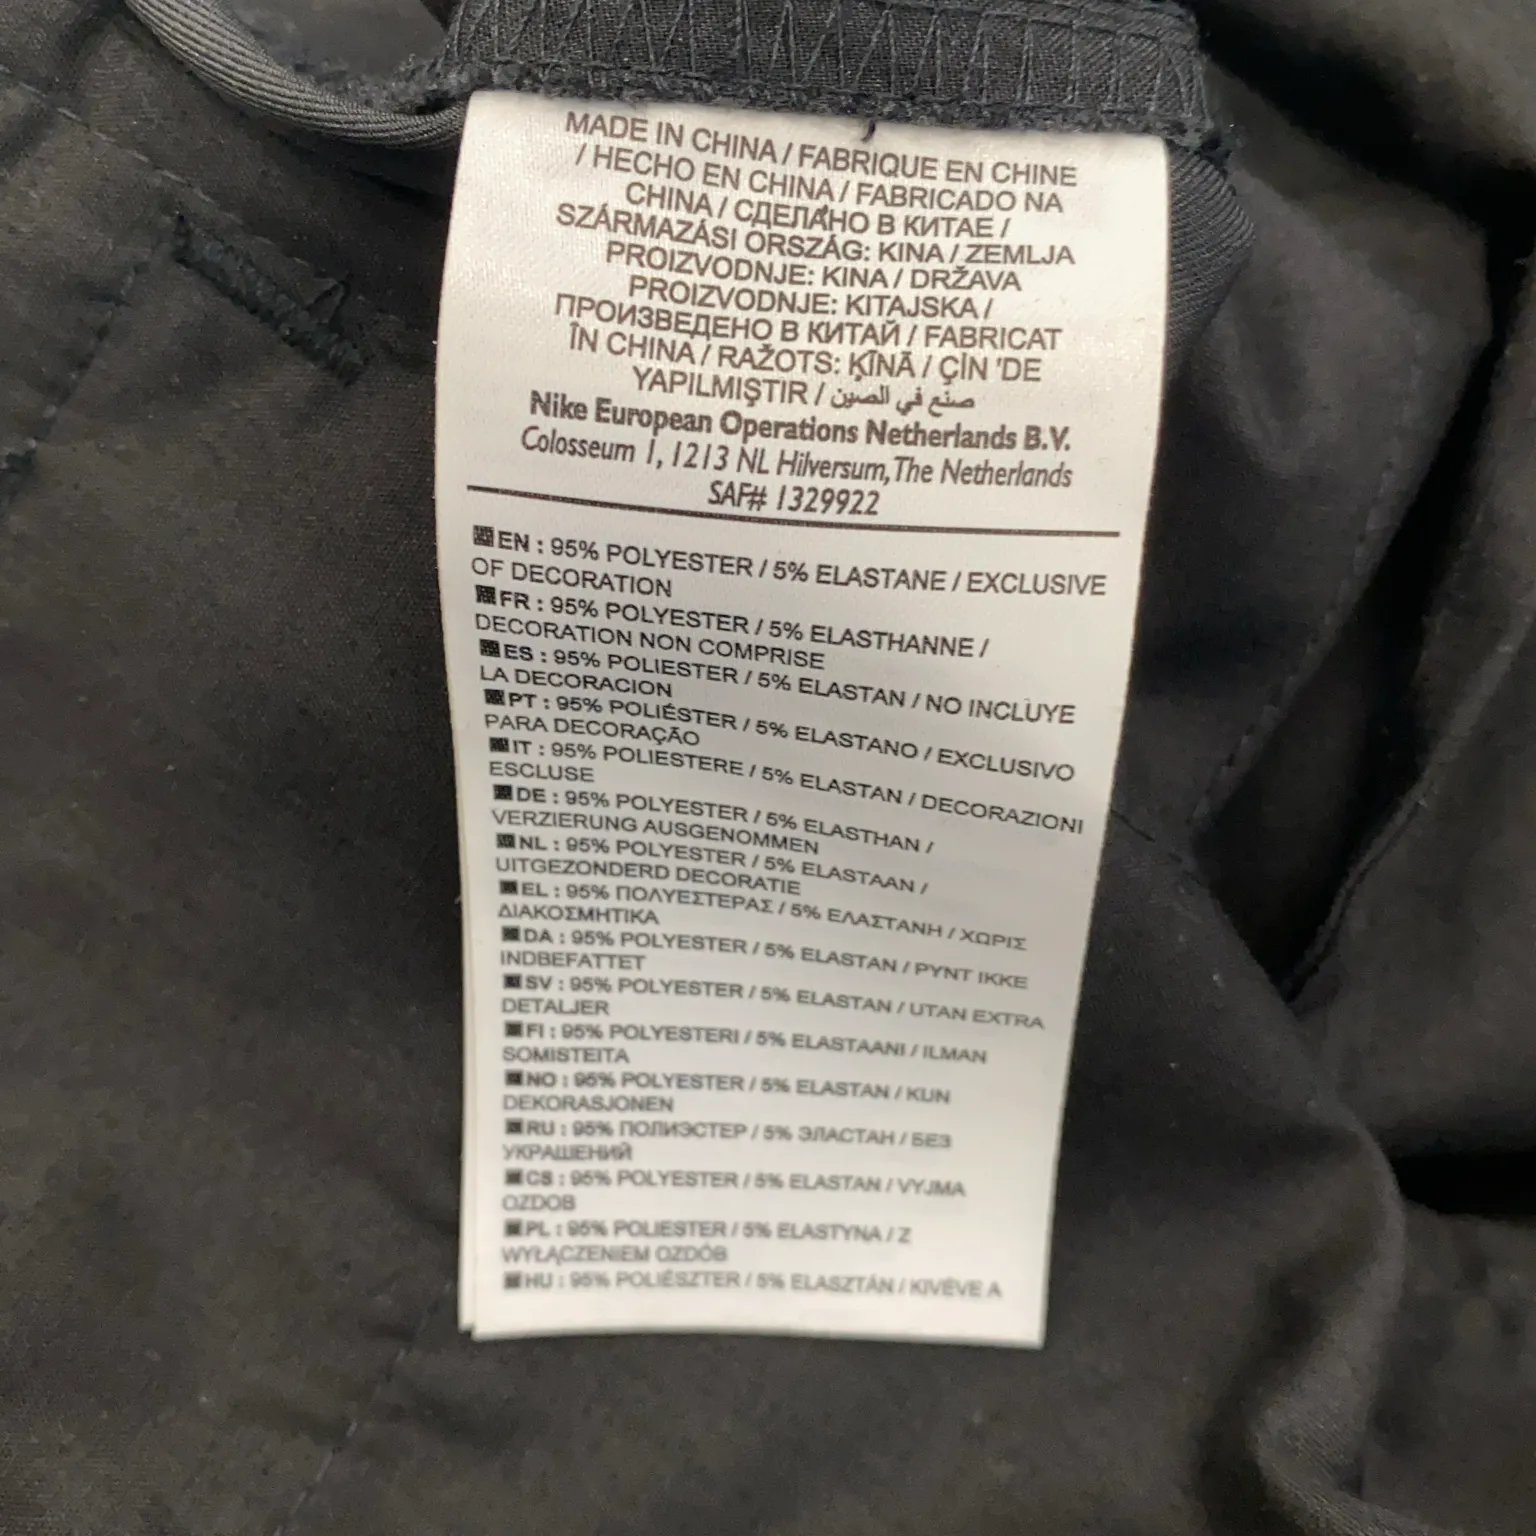 MADE IN CHINA / FABRIQUE EN CHINE
/ HECHO EN CHINA / FABRICADO NA
CHINA / СДЕЛАНО В КИТАЕ /
SZÁRMAZÁSI ORSZÁG: KINA / ZEMLJA
PROIZVODNJE: KINA / DRŽAVA
PROIZVODNJE: KITAJSKA /
ПРОИЗВЕДЕНО В КИТАЙ / FABRICAT
ÎN CHINA / RAŽOTS: ĶĪNĀ / ÇİN 'DE
YAPILMIŞTIR / صنع في الصين
Nike European Operations Netherlands B.V.
Colosseum 1, 1213 NL Hilversum, The Netherlands
SAF# 1329922
EN : 95% POLYESTER / 5% ELASTANE / EXCLUSIVE
OF DECORATION
FR : 95% POLYESTER / 5% ELASTHANNE /
DECORATION NON COMPRISE
ES : 95% POLIESTER / 5% ELASTAN / NO INCLUYE
LA DECORACION
PT : 95% POLIÉSTER / 5% ELASTANO / EXCLUSIVO
PARA DECORAÇÃO
IT : 95% POLIESTERE / 5% ELASTAN / DECORAZIONI
ESCLUSE
DE : 95% POLYESTER / 5% ELASTHAN /
VERZIERUNG AUSGENOMMEN
NL : 95% POLYESTER / 5% ELASTAAN /
UITGEZONDERD DECORATIE
EL : 95% ΠΟΛΥΕΣΤΕΡΑΣ / 5% ΕΛΑΣΤΑΝΗ / ΧΩΡΙΣ
ΔΙΑΚΟΣΜΗΤΙΚΑ
DA : 95% POLYESTER / 5% ELASTAN / PYNT IKKE
INDBEFATTET
SV : 95% POLYESTER / 5% ELASTAN / UTAN EXTRA
DETALJER
FI : 95% POLYESTERI / 5% ELASTAANI / ILMAN
SOMISTEITA
NO : 95% POLYESTER / 5% ELASTAN / KUN
DEKORASJONEN
RU : 95% ПОЛИЭСТЕР / 5% ЭЛАСТАН / БЕЗ
УКРАШЕНИЙ
CS : 95% POLYESTER / 5% ELASTAN / VYJMA
OZDOB
PL : 95% POLIESTER / 5% ELASTYNA / Z
WYŁĄCZENIEM OZDÓB
HU : 95% POLIÉSZTER / 5% ELASZTÁN / KIVÉVE A